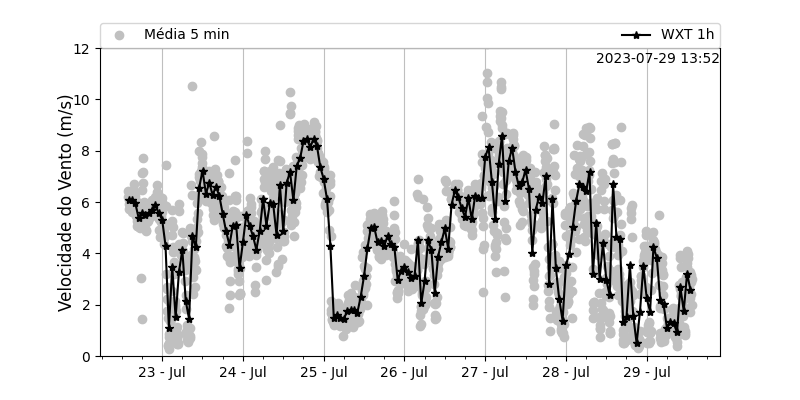 Média 5 min
WXT 1h
2023-07-29 13:52
Velocidade do Vento (m/s)
12
10
8
6
4
2
0
23 - Jul
24 - Jul
25 - Jul
26 - Jul
27 - Jul
28 - Jul
29 - Jul